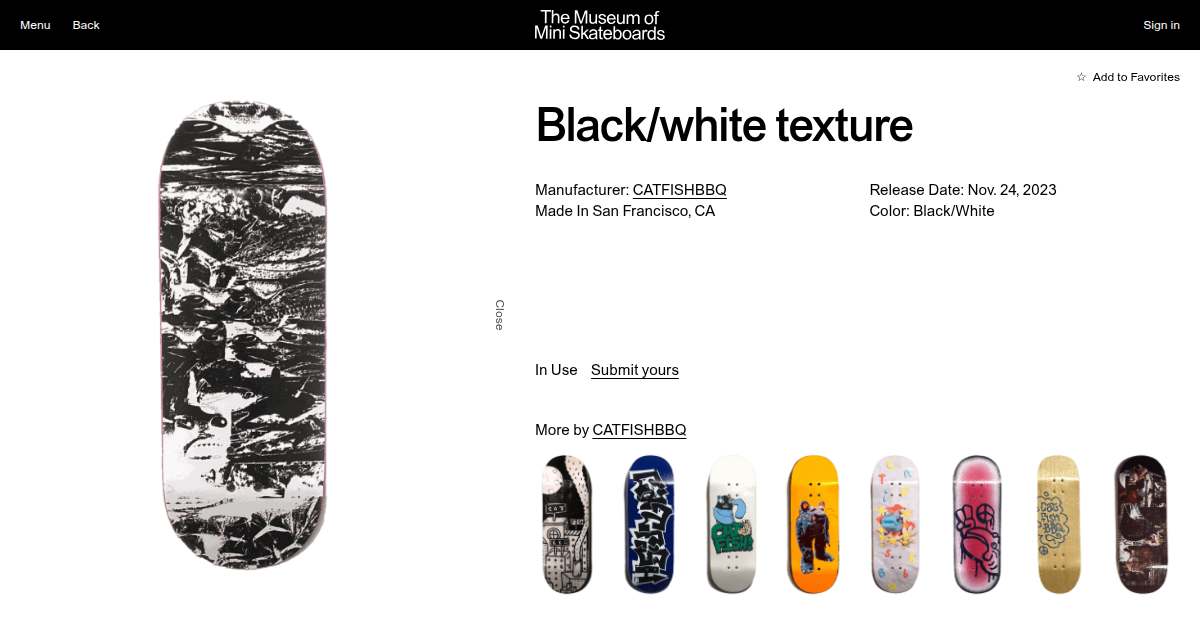 Menu
Back
The Museum of
Mini Skateboards
Sign in
☆ Add to Favorites
Black/white texture
Manufacturer: CATFISHBBQ
Made In San Francisco, CA
Release Date: Nov. 24, 2023
Color: Black/White
Close
In Use
Submit yours
More by CATFISHBBQ